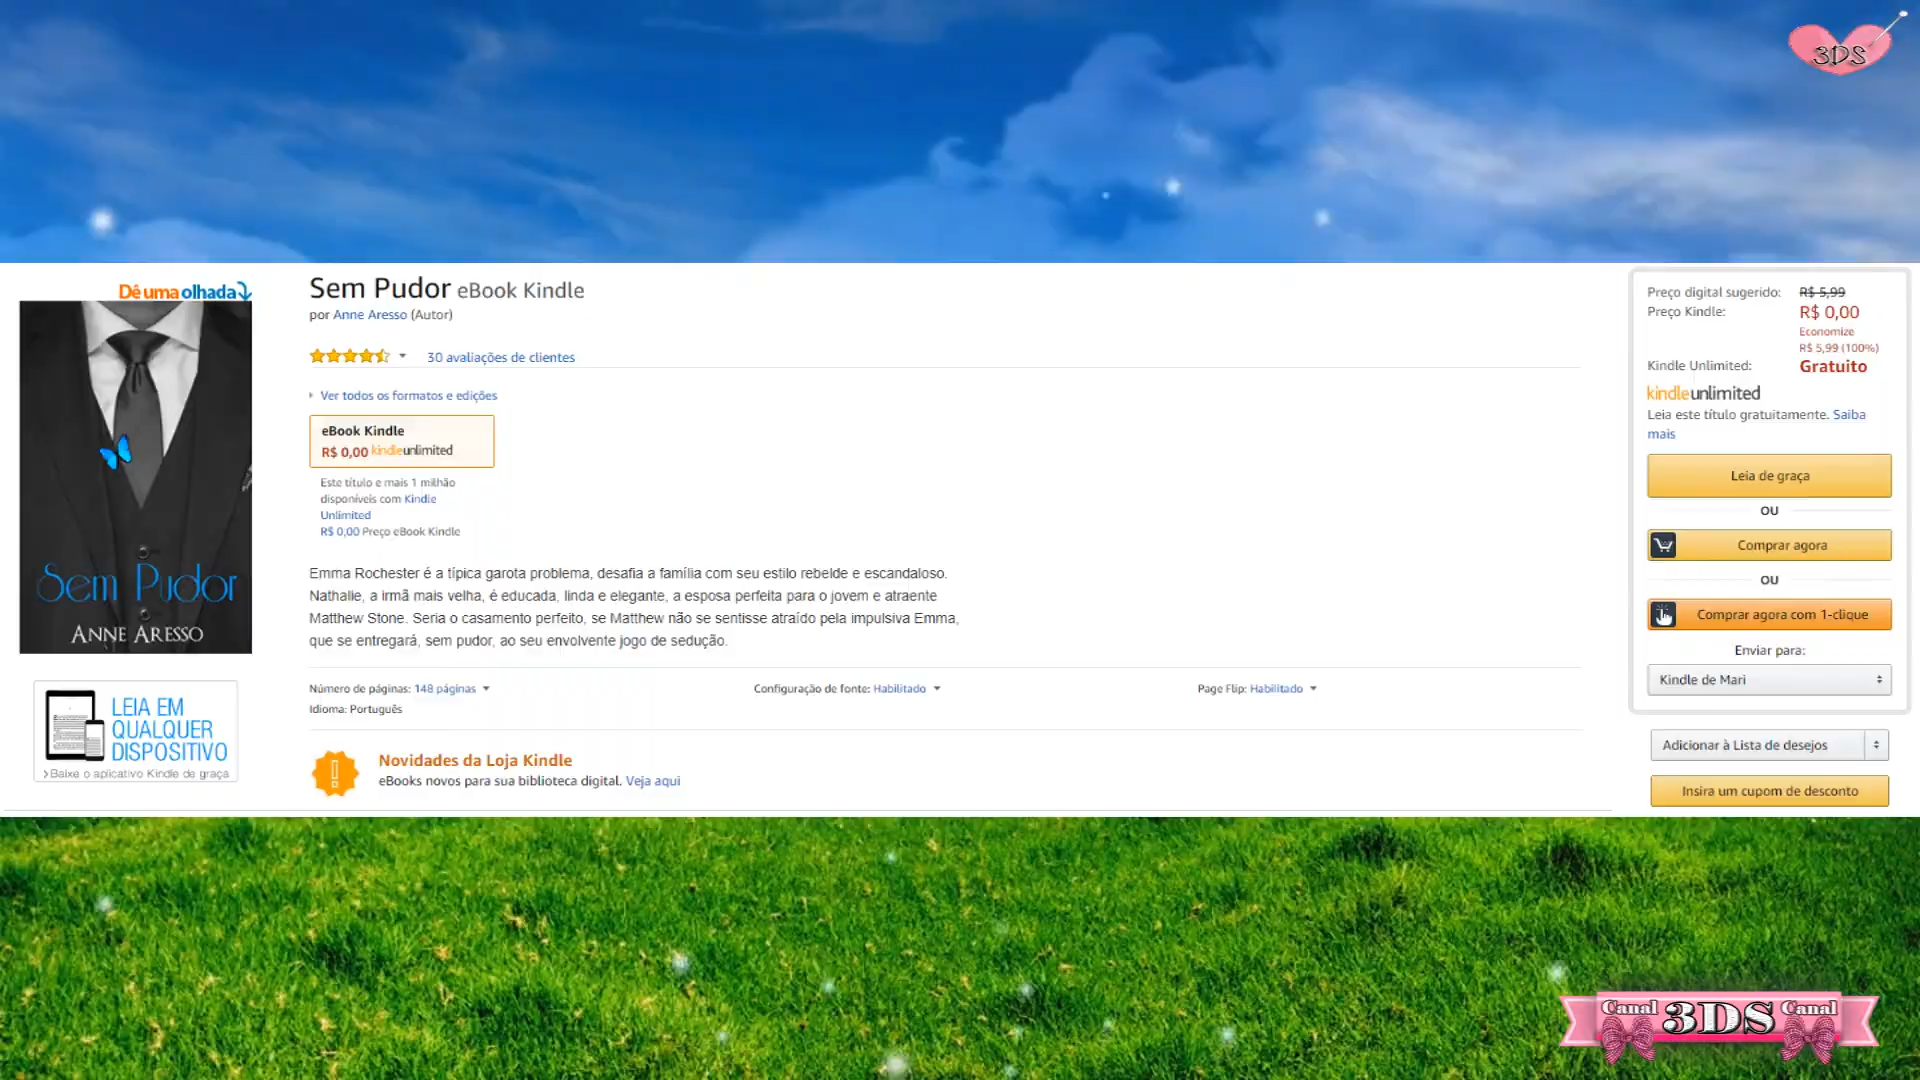 3DS
Dê uma olhada
Sem Pudor
ANNE ARESSO
LEIA EM
QUALQUER
DISPOSITIVO
Baixe o aplicativo Kindle de graça
Sem Pudor eBook Kindle
por Anne Aresso (Autor)
30 avaliações de clientes
Ver todos os formatos e edições
eBook Kindle
R$ 0,00 kindleunlimited
Este título e mais 1 milhão
disponíveis com Kindle
Unlimited
R$ 0,00 Preço eBook Kindle
Emma Rochester é a típica garota problema, desafia a família com seu estilo rebelde e escandaloso.
Nathalie, a irmã mais velha, é educada, linda e elegante, a esposa perfeita para o jovem e atraente
Matthew Stone. Seria o casamento perfeito, se Matthew não se sentisse atraído pela impulsiva Emma,
que se entregará, sem pudor, ao seu envolvente jogo de sedução.
Número de páginas: 148 páginas
Configuração de fonte: Habilitado
Page Flip: Habilitado
Idioma: Português
Novidades da Loja Kindle
eBooks novos para sua biblioteca digital. Veja aqui
Preço digital sugerido: R$ 5,99
Preço Kindle: R$ 0,00
Economize
R$ 5,99 (100%)
Kindle Unlimited: Gratuito
kindleunlimited
Leia este título gratuitamente. Saiba
mais
Leia de graça
OU
Comprar agora
OU
Comprar agora com 1-clique
Enviar para:
Kindle de Mari
Adicionar à Lista de desejos
Insira um cupom de desconto
Canal 3DS Canal